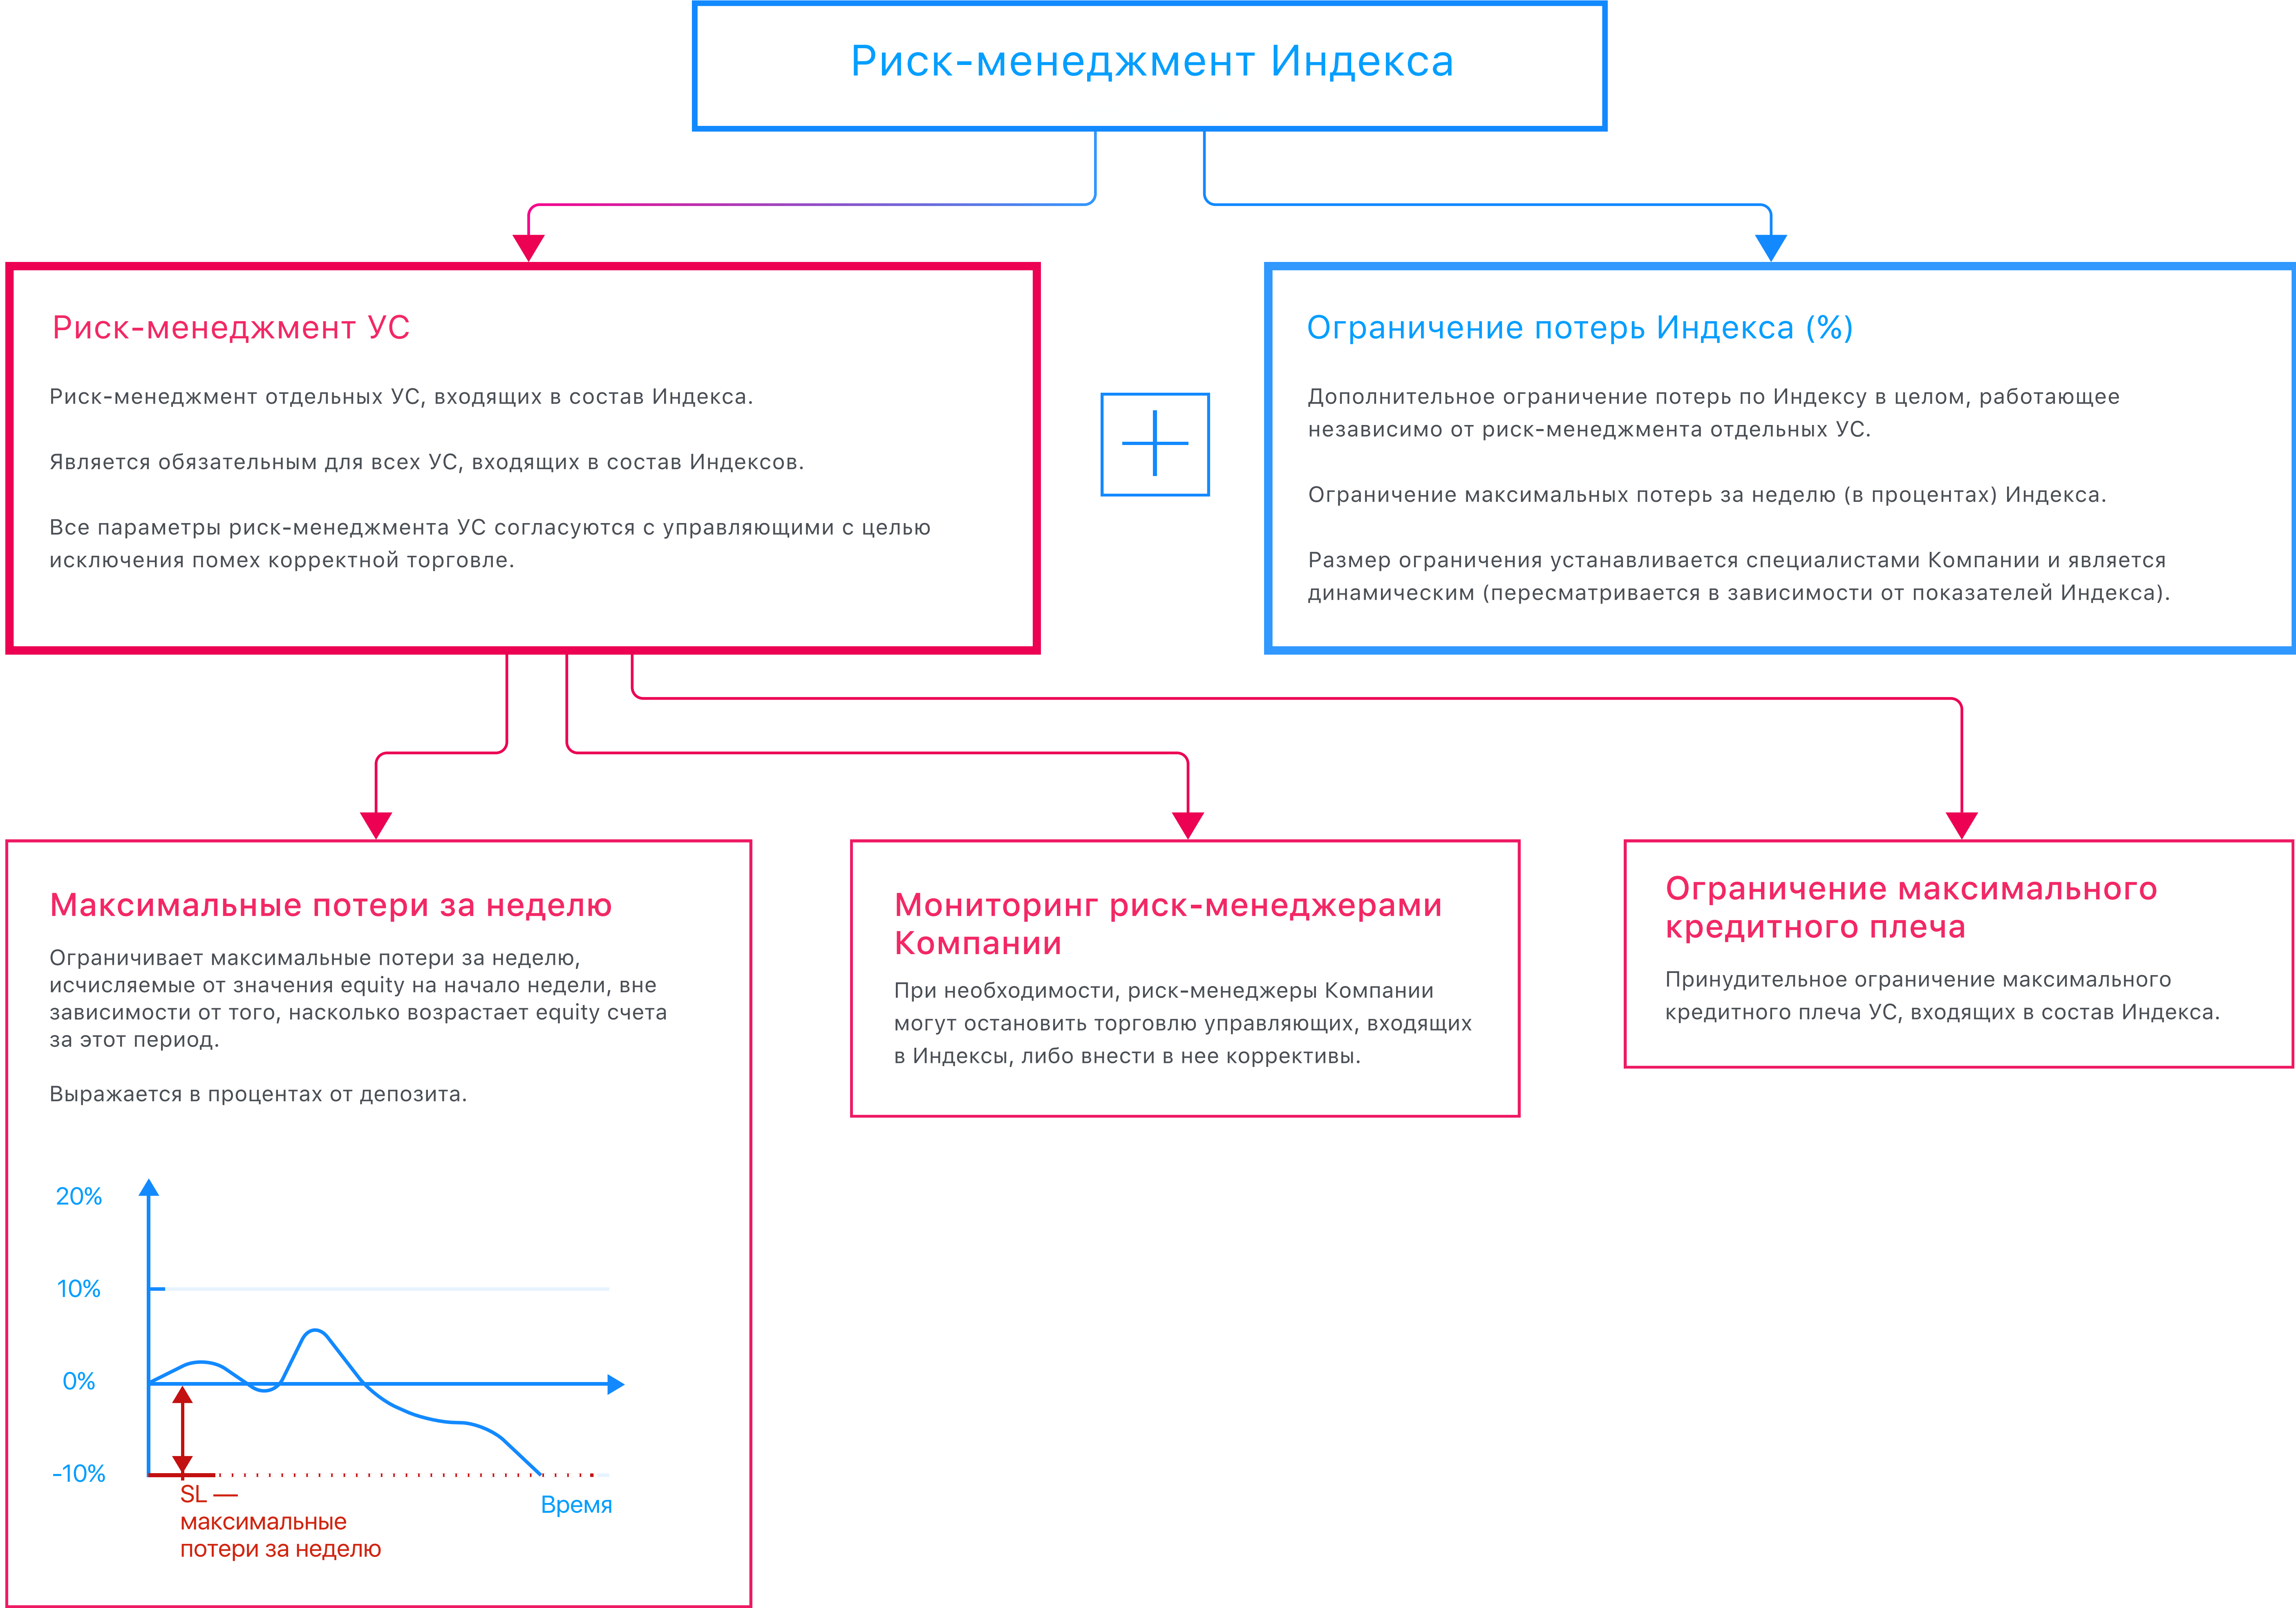 Риск-менеджмент Индекса
Риск-менеджмент УС
Риск-менеджмент отдельных УС, входящих в состав Индекса.
Является обязательным для всех УС, входящих в состав Индексов.
Все параметры риск-менеджмента УС согласуются с управляющими с целью
исключения помех корректной торговле.
Ограничение потерь Индекса (%)
Дополнительное ограничение потерь по Индексу в целом, работающее
независимо от риск-менеджмента отдельных УС.
Ограничение максимальных потерь за неделю (в процентах) Индекса.
Размер ограничения устанавливается специалистами Компании и является
динамическим (пересматривается в зависимости от показателей Индекса).
Максимальные потери за неделю
Ограничивает максимальные потери за неделю,
исчисляемые от значения equity на начало недели, вне
зависимости от того, насколько возрастает equity счета
за этот период.
Выражается в процентах от депозита.
20%
10%
0%
-10%
SL —
максимальные
потери за неделю
Время
Мониторинг риск-менеджерами
Компании
При необходимости, риск-менеджеры Компании
могут остановить торговлю управляющих, входящих
в Индексы, либо внести в нее коррективы.
Ограничение максимального
кредитного плеча
Принудительное ограничение максимального
кредитного плеча УС, входящих в состав Индекса.